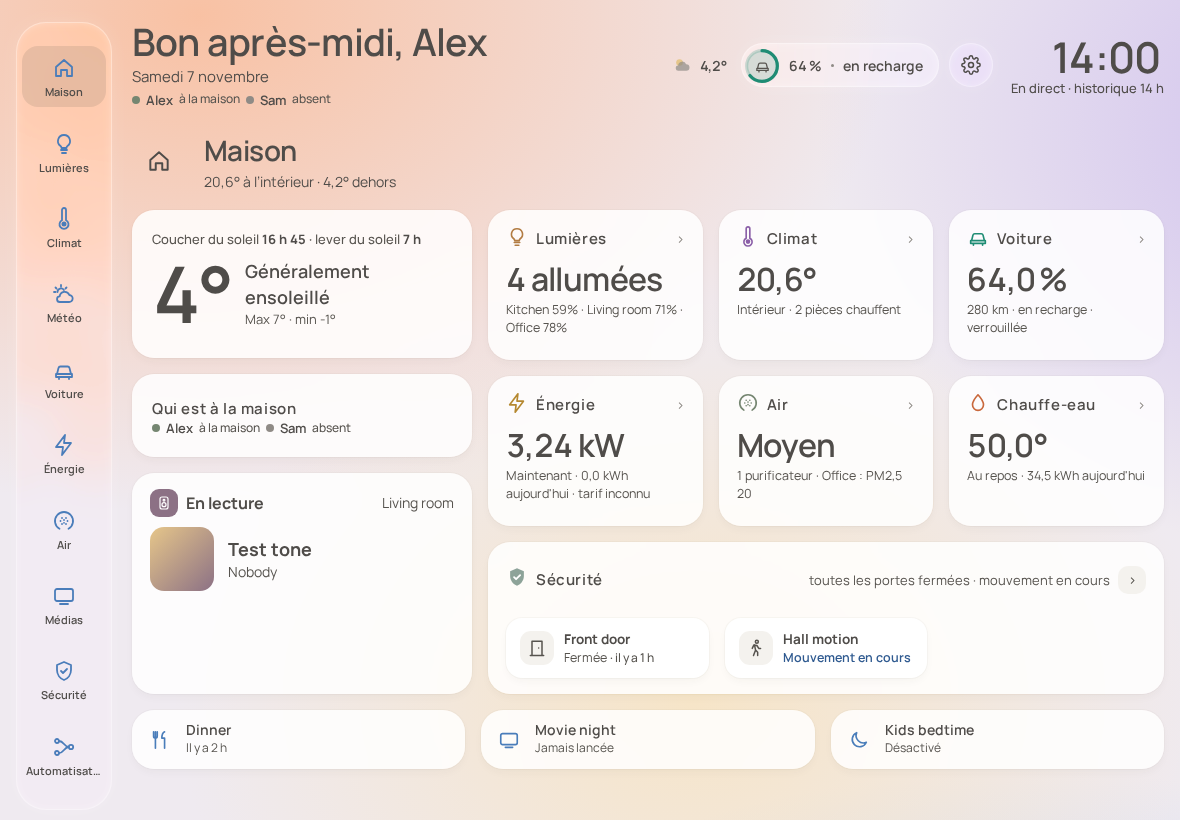 Bon après-midi, Alex
Samedi 7 novembre
Alex à la maison Sam absent
4,2°
64 % • en recharge
14:00
En direct · historique 14 h
Maison
Lumières
Climat
Météo
Voiture
Énergie
Air
Médias
Sécurité
Automatisat…
Maison
20,6° à l'intérieur · 4,2° dehors
Coucher du soleil 16 h 45 · lever du soleil 7 h
4°
Généralement
ensoleillé
Max 7° · min -1°
Lumières
4 allumées
Kitchen 59% · Living room 71% ·
Office 78%
Climat
20,6°
Intérieur · 2 pièces chauffent
Voiture
64,0 %
280 km · en recharge ·
verrouillée
Qui est à la maison
Alex à la maison Sam absent
Énergie
3,24 kW
Maintenant · 0,0 kWh
aujourd'hui · tarif inconnu
Air
Moyen
1 purificateur · Office : PM2,5
20
Chauffe-eau
50,0°
Au repos · 34,5 kWh aujourd'hui
En lecture
Living room
Test tone
Nobody
Sécurité
toutes les portes fermées · mouvement en cours
Front door
Fermée · il y a 1 h
Hall motion
Mouvement en cours
Dinner
Il y a 2 h
Movie night
Jamais lancée
Kids bedtime
Désactivé